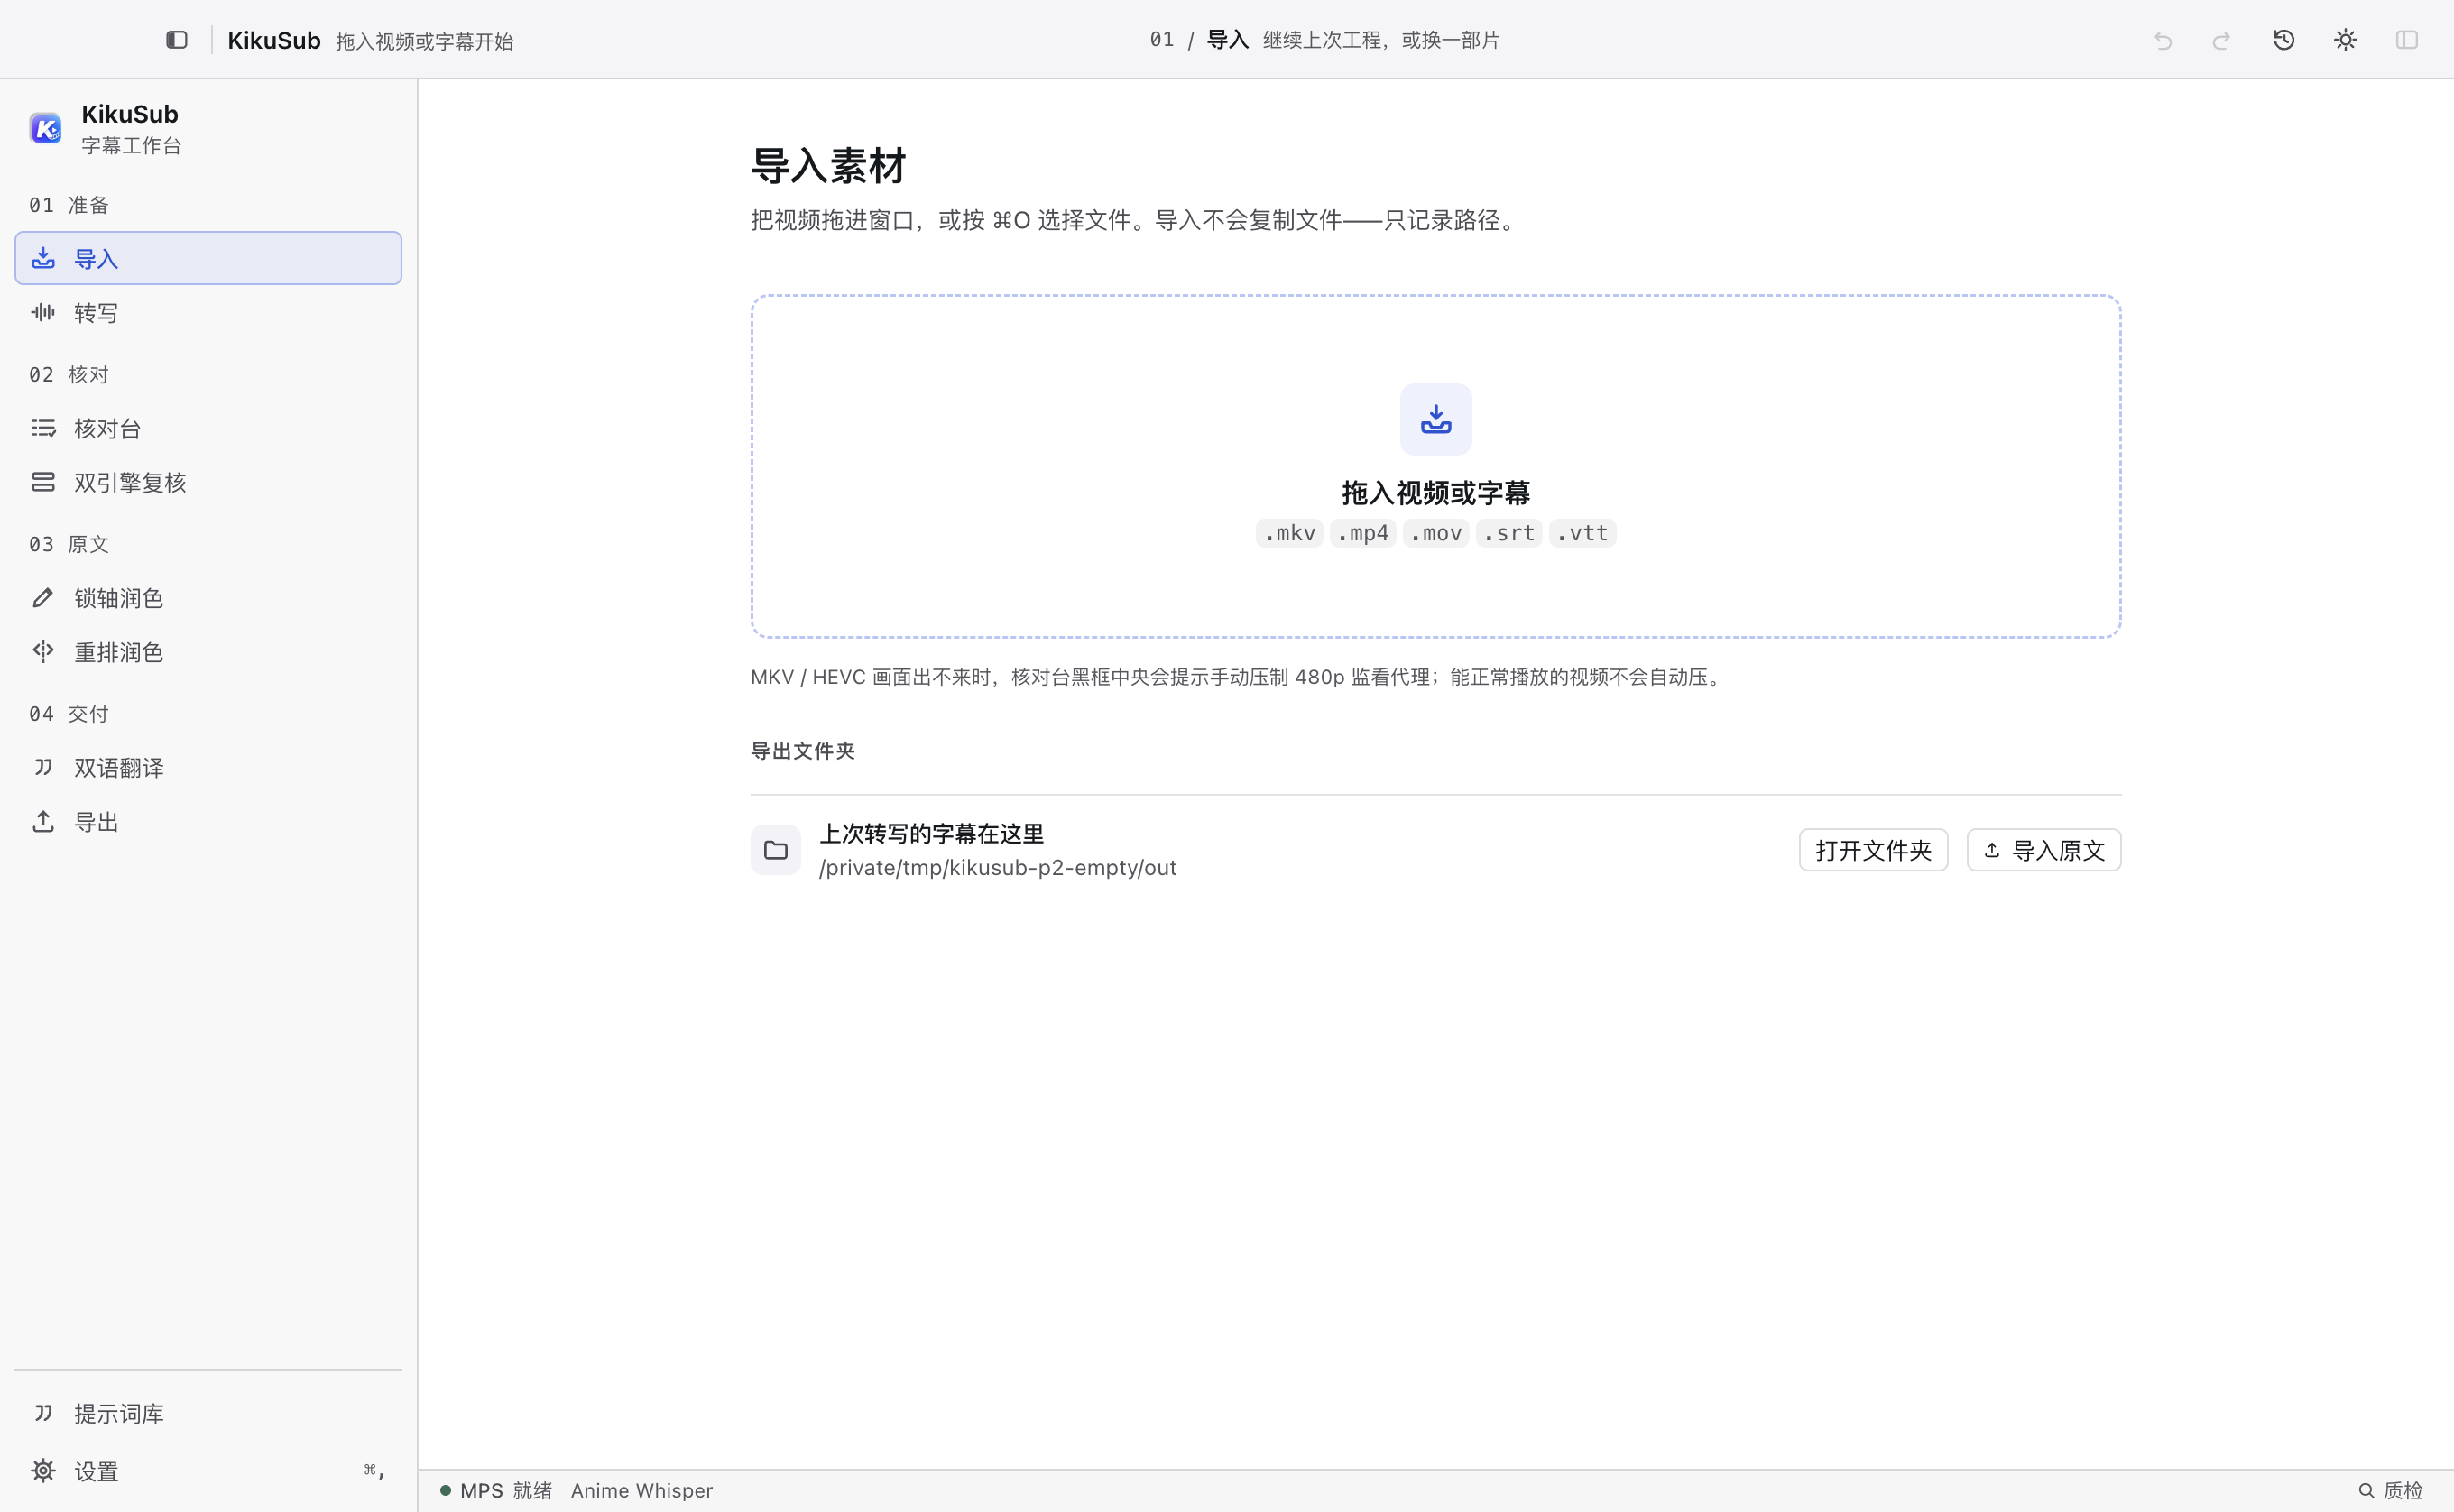 KikuSub 拖入视频或字幕开始
01 / 导入 继续上次工程，或换一部片
KikuSub
字幕工作台
01 准备
导入
转写
02 核对
核对台
双引擎复核
03 原文
锁轴润色
重排润色
04 交付
双语翻译
导出
提示词库
设置 ⌘,
导入素材
把视频拖进窗口，或按 ⌘O 选择文件。导入不会复制文件——只记录路径。
拖入视频或字幕
.mkv .mp4 .mov .srt .vtt
MKV / HEVC 画面出不来时，核对台黑框中央会提示手动压制 480p 监看代理；能正常播放的视频不会自动压。
导出文件夹
上次转写的字幕在这里
/private/tmp/kikusub-p2-empty/out
打开文件夹 导入原文
MPS 就绪 Anime Whisper
质检